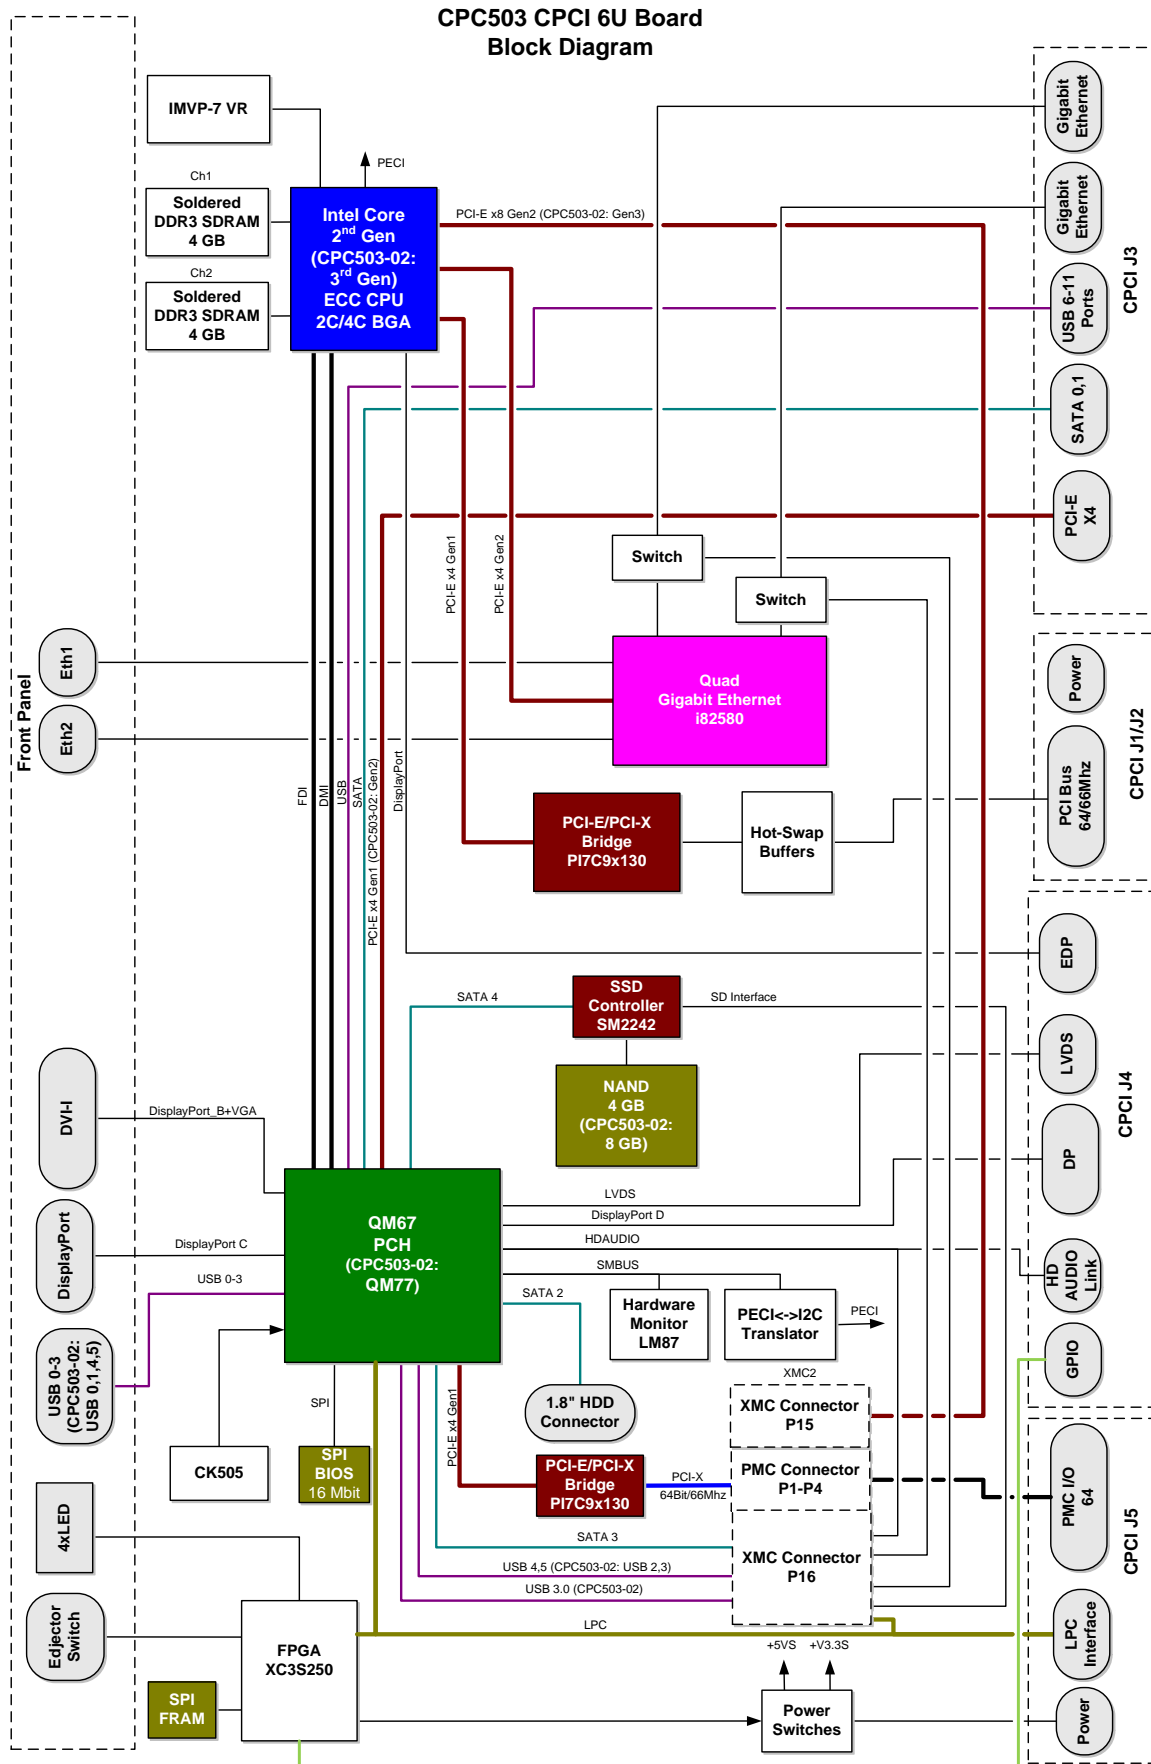 CPC503 CPCI 6U Board
Block Diagram
IMVP-7 VR
PECI
Ch1
Soldered
DDR3 SDRAM
4 GB
Ch2
Soldered
DDR3 SDRAM
4 GB
Intel Core
2nd Gen
(CPC503-02:
3rd Gen)
ECC CPU
2C/4C BGA
PCI-E x8 Gen2 (CPC503-02: Gen3)
Gigabit
Ethernet
Gigabit
Ethernet
USB 6-11
Ports
SATA 0,1
PCI-E
X4
CPCI J3
PCI-E x4 Gen1
PCI-E x4 Gen2
Switch
Switch
Front Panel
Eth1
Eth2
Quad
Gigabit Ethernet
i82580
Power
PCI Bus
64/66Mhz
CPCI J1/J2
FDI
DMI
USB
SATA
PCI-E x4 Gen1 (CPC503-02: Gen2)
DisplayPort
PCI-E/PCI-X
Bridge
PI7C9x130
Hot-Swap
Buffers
EDP
LVDS
DP
HD
AUDIO
Link
GPIO
CPCI J4
SATA 4
SSD
Controller
SM2242
SD Interface
NAND
4 GB
(CPC503-02:
8 GB)
DVI-I
DisplayPort_B+VGA
DisplayPort
DisplayPort C
USB 0-3
USB 0-3
(CPC503-02:
USB 0,1,4,5)
QM67
PCH
(CPC503-02:
QM77)
LVDS
DisplayPort D
HDAUDIO
SMBUS
SATA 2
Hardware
Monitor
LM87
PECI<->I2C
Translator
PECI
XMC2
1.8" HDD
Connector
XMC Connector
P15
CK505
SPI
SPI
BIOS
16 Mbit
PCI-E x4 Gen1
PCI-E/PCI-X
Bridge
PI7C9x130
PCI-X
64Bit/66Mhz
PMC Connector
P1-P4
PMC I/O
64
CPCI J5
4xLED
SATA 3
USB 4,5 (CPC503-02: USB 2,3)
USB 3.0 (CPC503-02)
XMC Connector
P16
Edjector
Switch
FPGA
XC3S250
LPC
LPC
Interface
+5VS
+V3.3S
SPI
FRAM
Power
Switches
Power